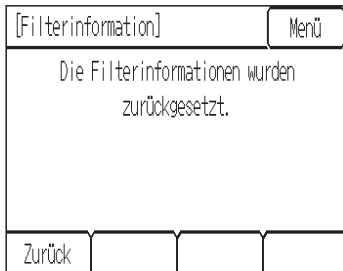 [Filterinformation] Menü
Die Filterinformationen wurden
zurückgesetzt.
Zurück